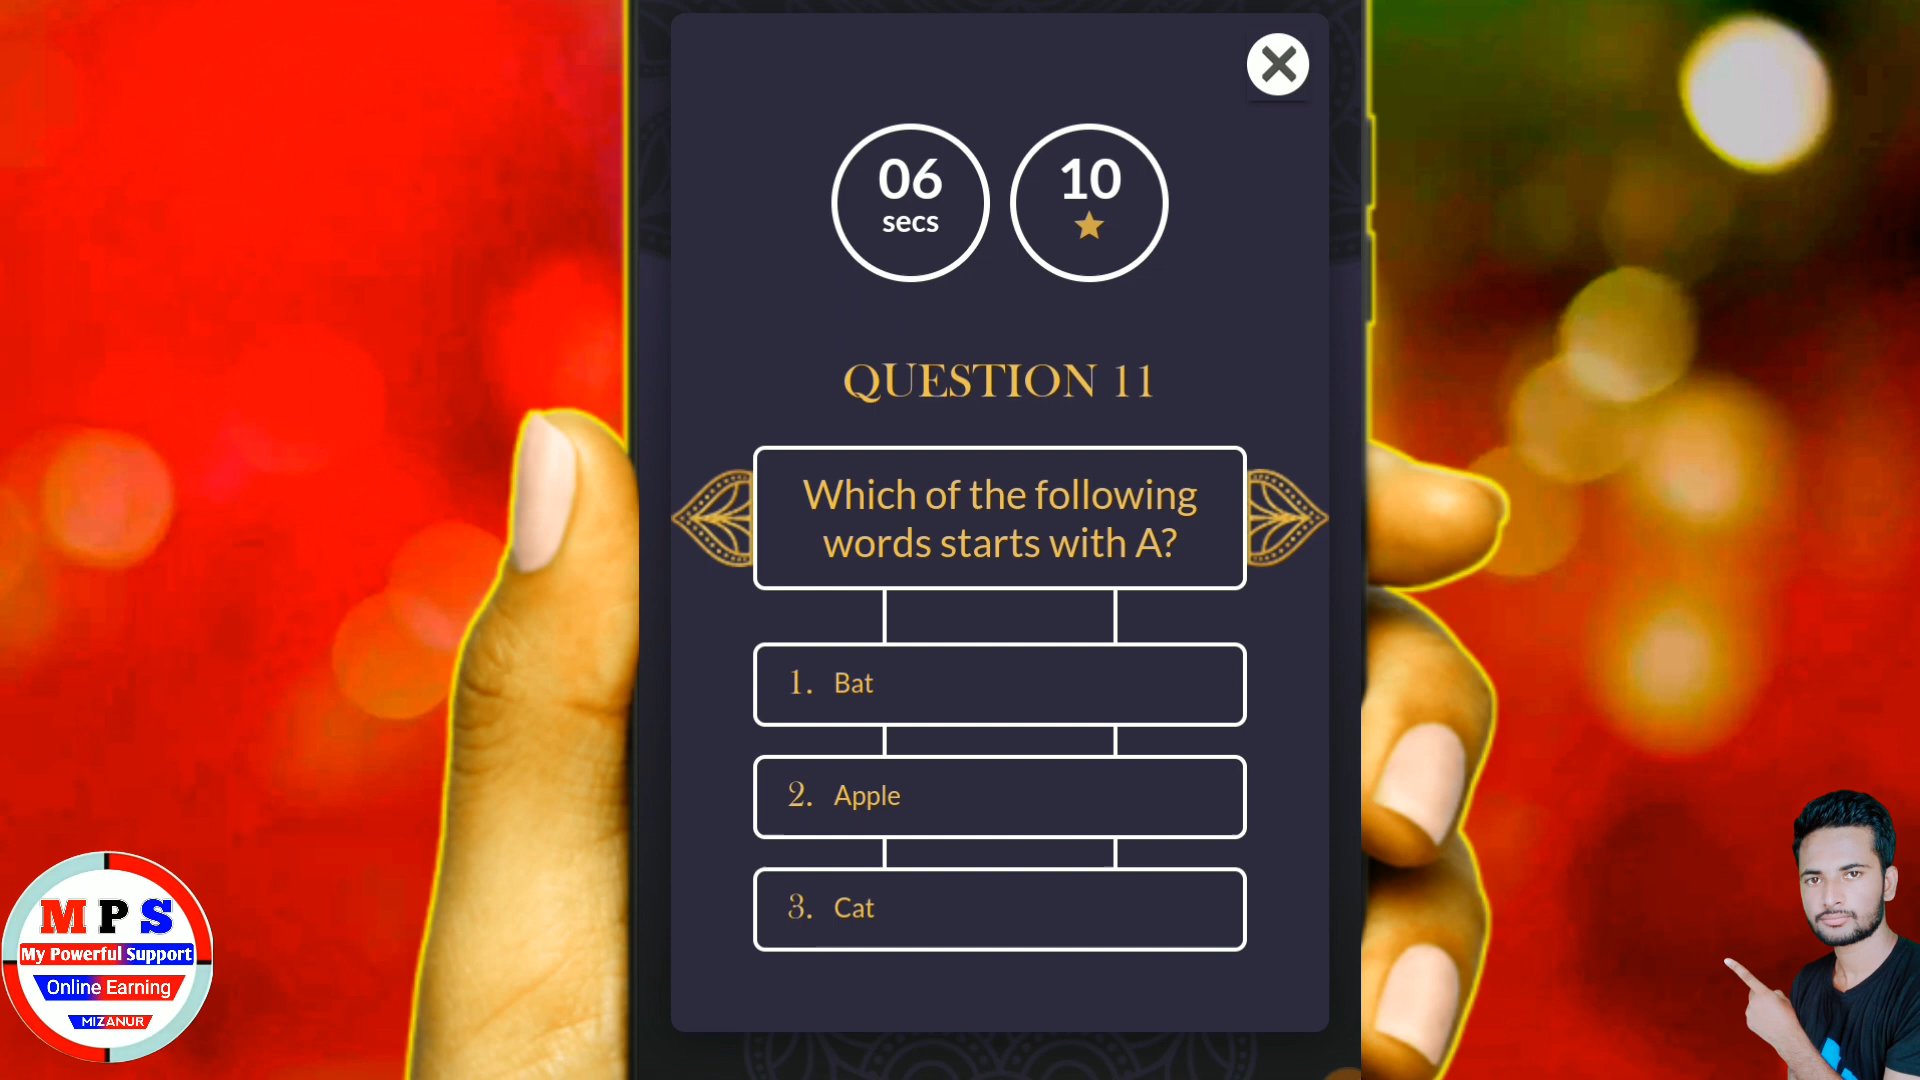 06
secs
10
QUESTION 11
Which of the following
words starts with A?
1. Bat
2. Apple
3. Cat
M P S
My Powerful Support
Online Earning
MIZANUR